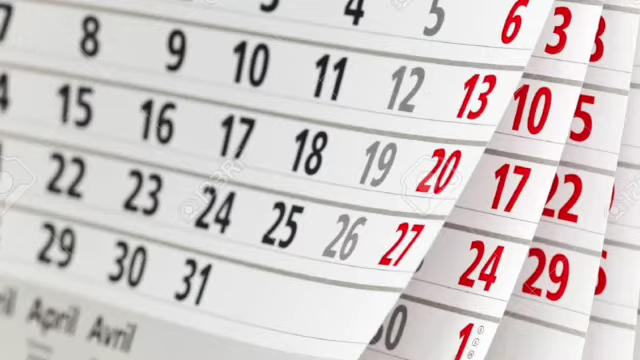 4 5 6 3
8 9 10 11 12 13 10 5
15 16 17 18 19 20 17 22
22 23 24 25 26 27 24 29
29 30 31 1
April Avril